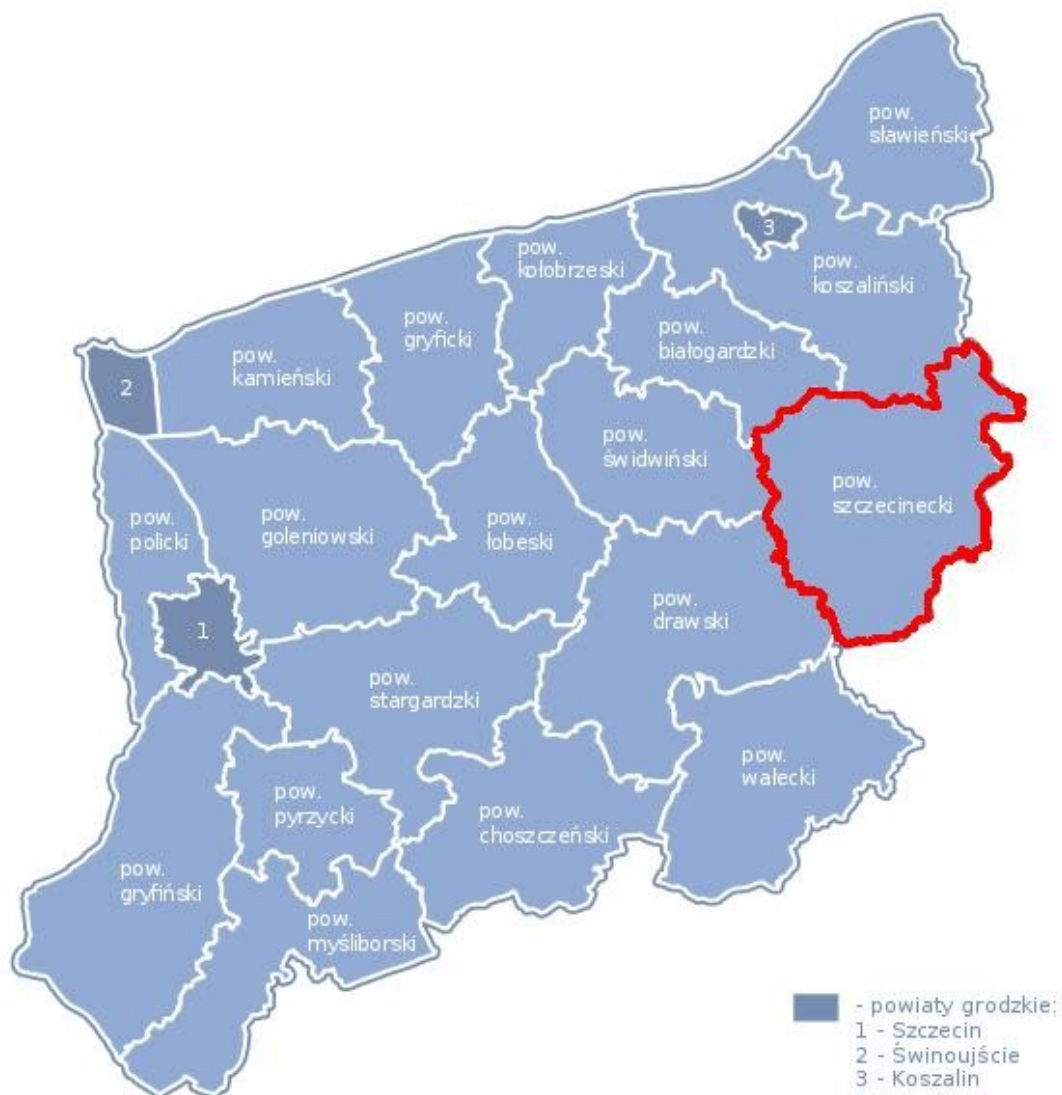 pow.
sławieński
3
pow.
koszaliński
pow.
kołobrzeski
pow.
gryficki
pow.
białogardzki
pow.
kamieński
2
pow.
świdwiński
pow.
szczecinecki
pow.
policki
pow.
goleniowski
pow.
łobeski
1
pow.
drawski
pow.
stargardzki
pow.
wałecki
pow.
pyrzycki
pow.
choszczeński
pow.
gryfiński
pow.
myśliborski
- powiaty grodzkie:
1 - Szczecin
2 - Świnoujście
3 - Koszalin